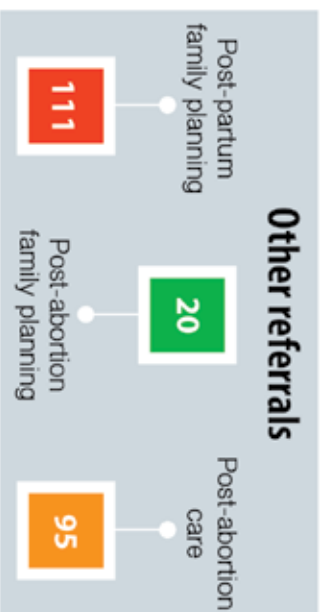 Other referrals
Post-partum
family planning
111
20
Post-abortion
family planning
Post-abortion
care
95